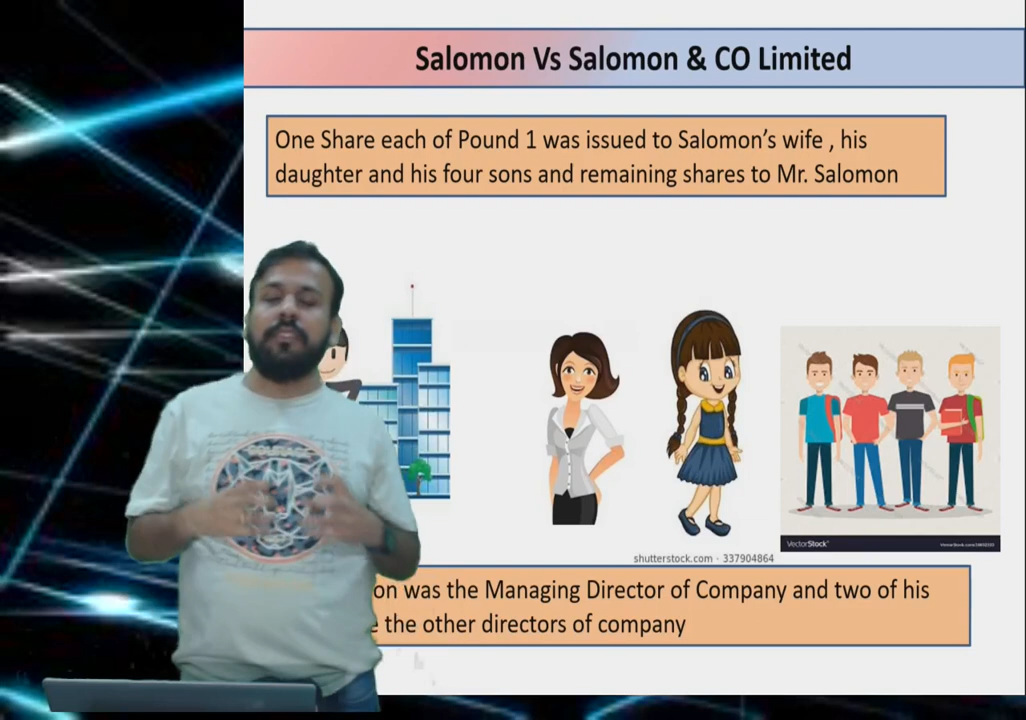 Salomon Vs Salomon & CO Limited
One Share each of Pound 1 was issued to Salomon's wife , his
daughter and his four sons and remaining shares to Mr. Salomon
shutterstock.com · 337904864
VectorStock
on was the Managing Director of Company and two of his
the other directors of company